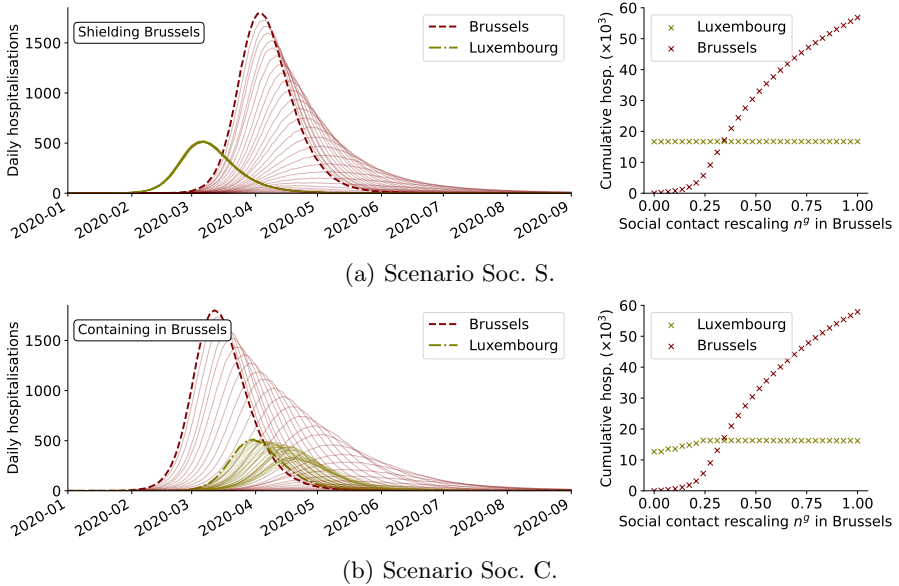 Shielding Brussels
Brussels
Luxembourg
Daily hospitalisations
1500
1000
500
0
2020-01
2020-02
2020-03
2020-04
2020-05
2020-06
2020-07
2020-08
2020-09
Luxembourg
Brussels
Cumulative hosp. (×10³)
60
50
40
30
20
10
0
0.00 0.25 0.50 0.75 1.00
Social contact rescaling nᵍ in Brussels
(a) Scenario Soc. S.
Containing in Brussels
Brussels
Luxembourg
Daily hospitalisations
1500
1000
500
0
2020-01
2020-02
2020-03
2020-04
2020-05
2020-06
2020-07
2020-08
2020-09
Luxembourg
Brussels
Cumulative hosp. (×10³)
60
50
40
30
20
10
0
0.00 0.25 0.50 0.75 1.00
Social contact rescaling nᵍ in Brussels
(b) Scenario Soc. C.